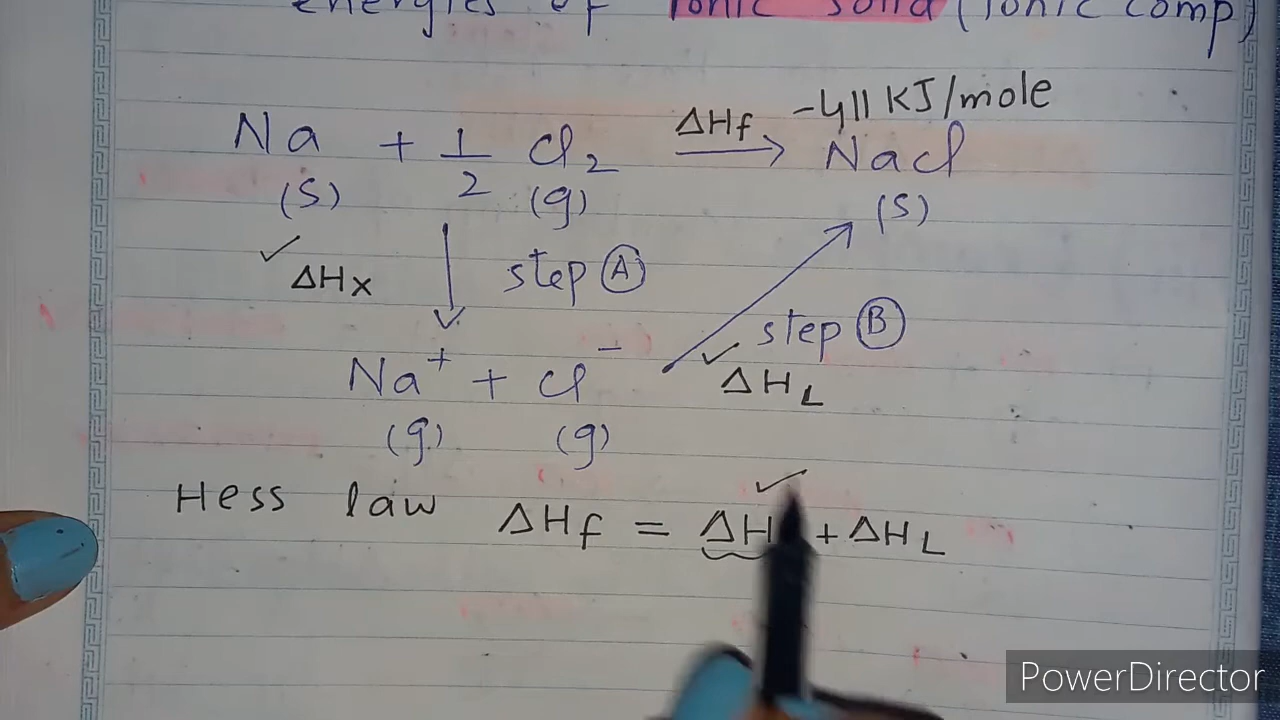 energies of Ionic solid (Ionic comp)
-411 KJ/mole
Na + 1/2 Cl2 ΔHf → NaCl
(S) (g) (S)
✓ ΔHx ↓ step Ⓐ
step Ⓑ
Na+ + Cl- ✓ ΔHL
(g) (g)
✓
Hess law ΔHf = ΔH + ΔHL
PowerDirector